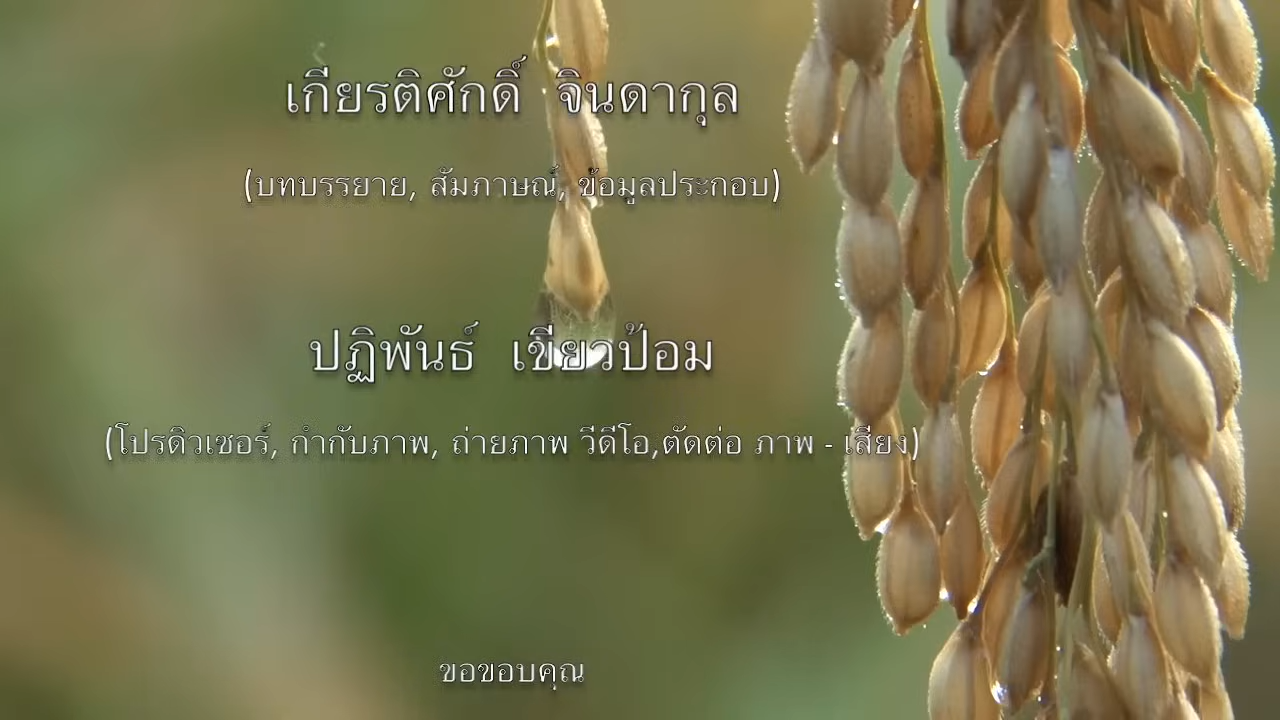 เกียรติศักดิ์ จินดากุล
(บทบรรยาย, สัมภาษณ์, ข้อมูลประกอบ)
ปฏิพันธ์ เขียวป้อม
(โปรดิวเซอร์, กำกับภาพ, ถ่ายภาพ วีดีโอ,ตัดต่อ ภาพ - เสียง)
ขอขอบคุณ